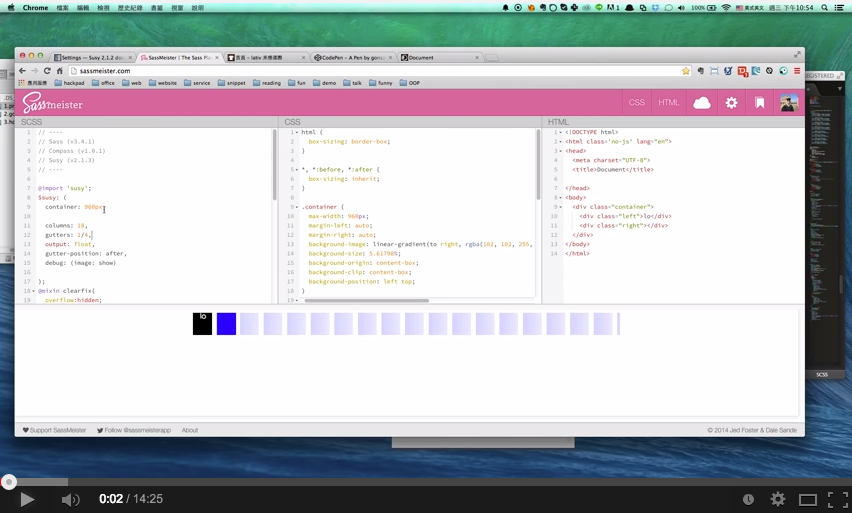 Chrome 檔案 編輯 檢視 歷史紀錄 書籤 視窗 說明
100% 美式英文 週三下午10:54
Settings — Susy 2.1.2 do
SassMeister | The Sass Pla
CodePen - A Pen by gonz
Document
sassmeister.com
應用服務 hackpad office web website service snippet reading fun demo talk funny OOP
SassMeister
CSS HTML
SCSS
1 // ----
2 // Sass (v3.4.1)
3 // Compass (v1.0.1)
4 // Susy (v2.1.3)
5 // ----
6
7 @import 'susy';
8 $susy: (
9 container: 960px,
10
11 columns: 18,
12 gutters: 1/4,
13 output: float,
14 gutter-position: after,
15 debug: (image: show)
16
17 );
18 @mixin clearfix{
19 overflow:hidden;
CSS
1 html {
2 box-sizing: border-box;
3 }
4
5 *, *:before, *:after {
6 box-sizing: inherit;
7 }
8
9 .container {
10 max-width: 960px;
11 margin-left: auto;
12 margin-right: auto;
13 background-image: linear-gradient(to right, rgba(102, 102, 255,
14 background-size: 5.61798%;
15 background-origin: content-box;
16 background-clip: content-box;
17 background-position: left top;
18 }
19
HTML
1 <!DOCTYPE html>
2 <html class='no-js' lang="en">
3 <head>
4 <meta charset="UTF-8">
5 <title>Document</title>
6
7 </head>
8 <body>
9 <div class="container">
10 <div class="left">lo</div>
11 <div class="right"></div>
12 </div>
13 </body>
14 </html>
lo
Support SassMeister Follow @sassmeisterapp About
© 2014 Jed Foster & Dale Sande
SCSS
0:02 / 14:25